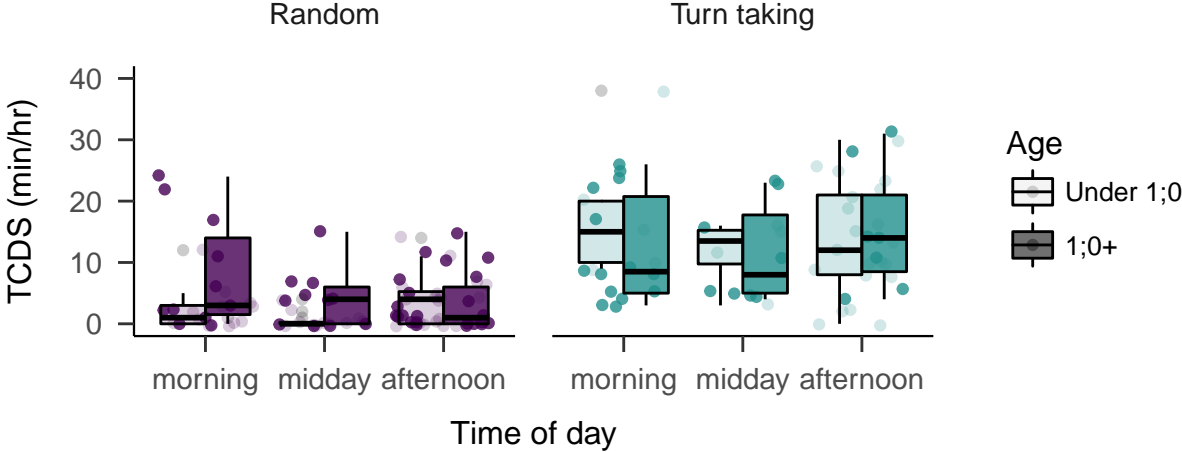 Random Turn taking
TCDS (min/hr)
40
30
20
10
0
morning midday afternoon morning midday afternoon
Time of day
Age
Under 1;0
1;0+